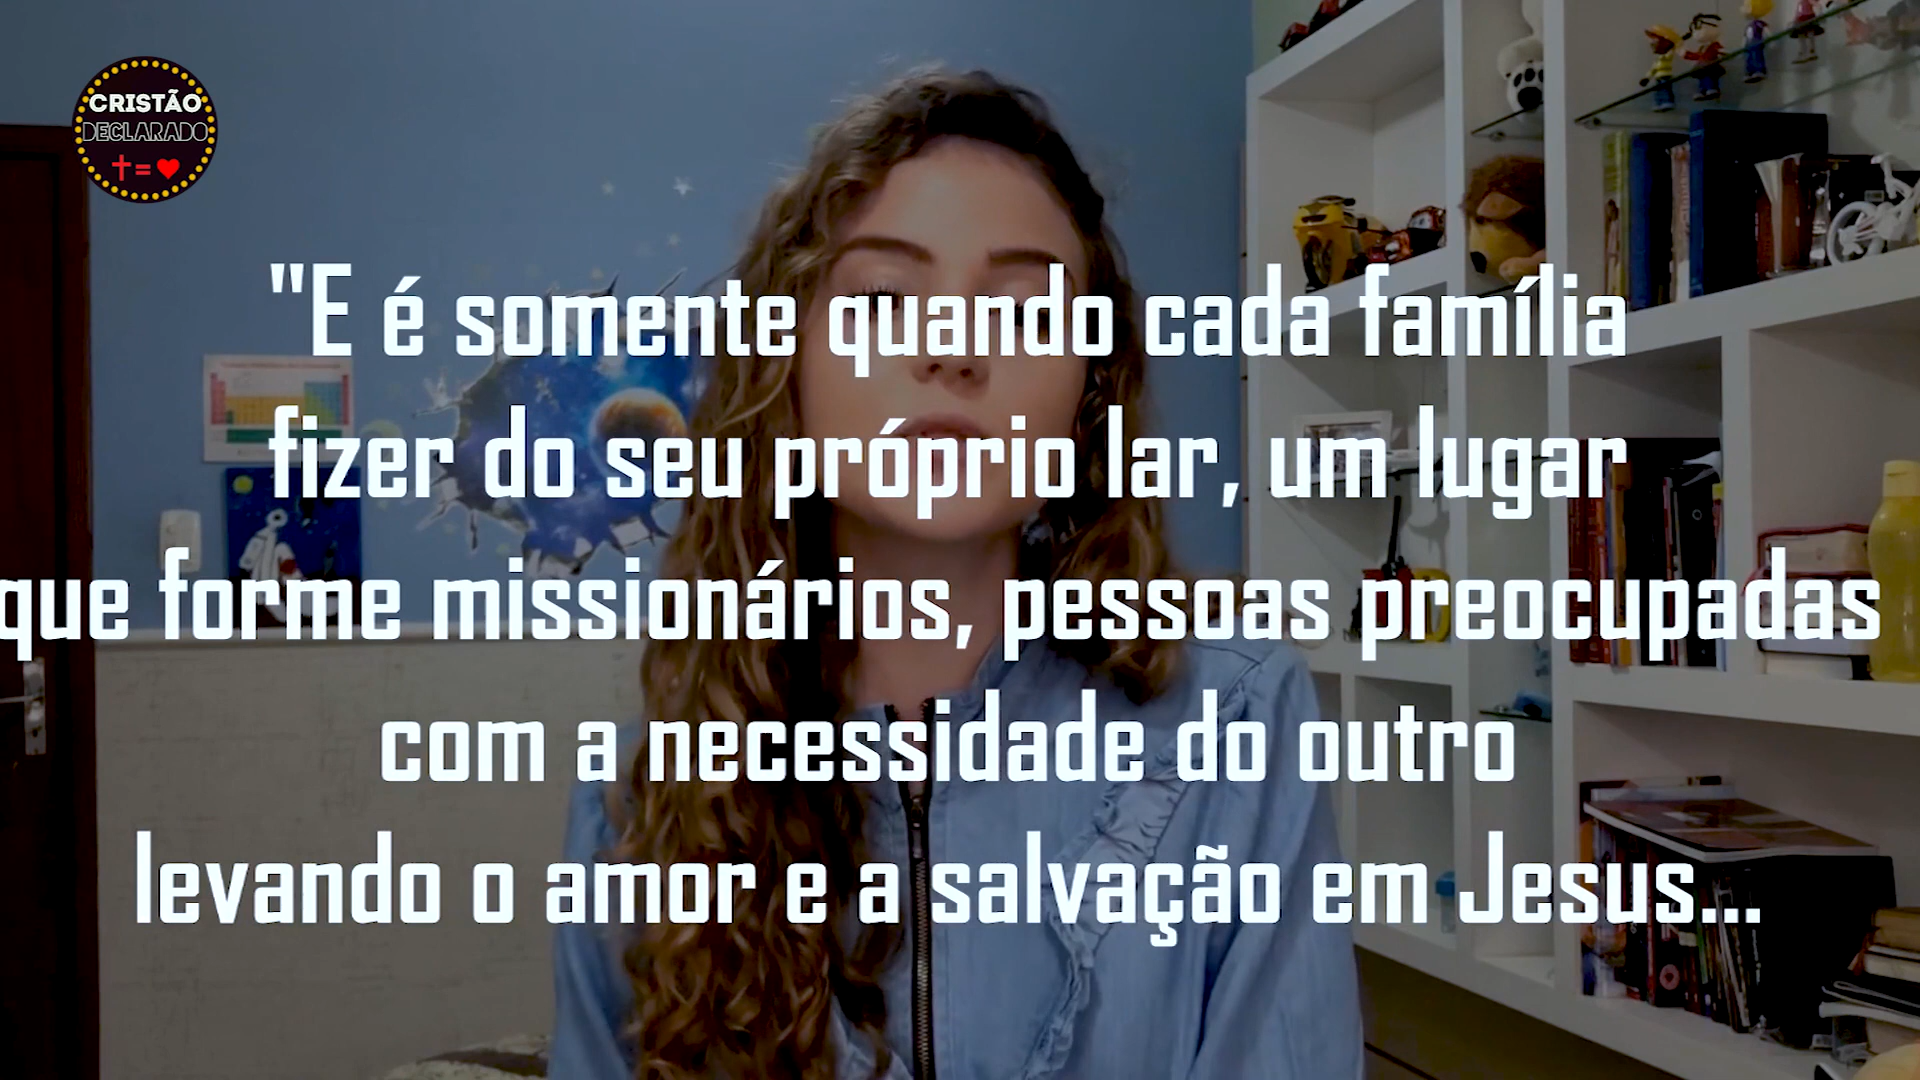 CRISTÃO
DECLARADO
"E é somente quando cada família
fizer do seu próprio lar, um lugar
que forme missionários, pessoas preocupadas
com a necessidade do outro
levando o amor e a salvação em Jesus...